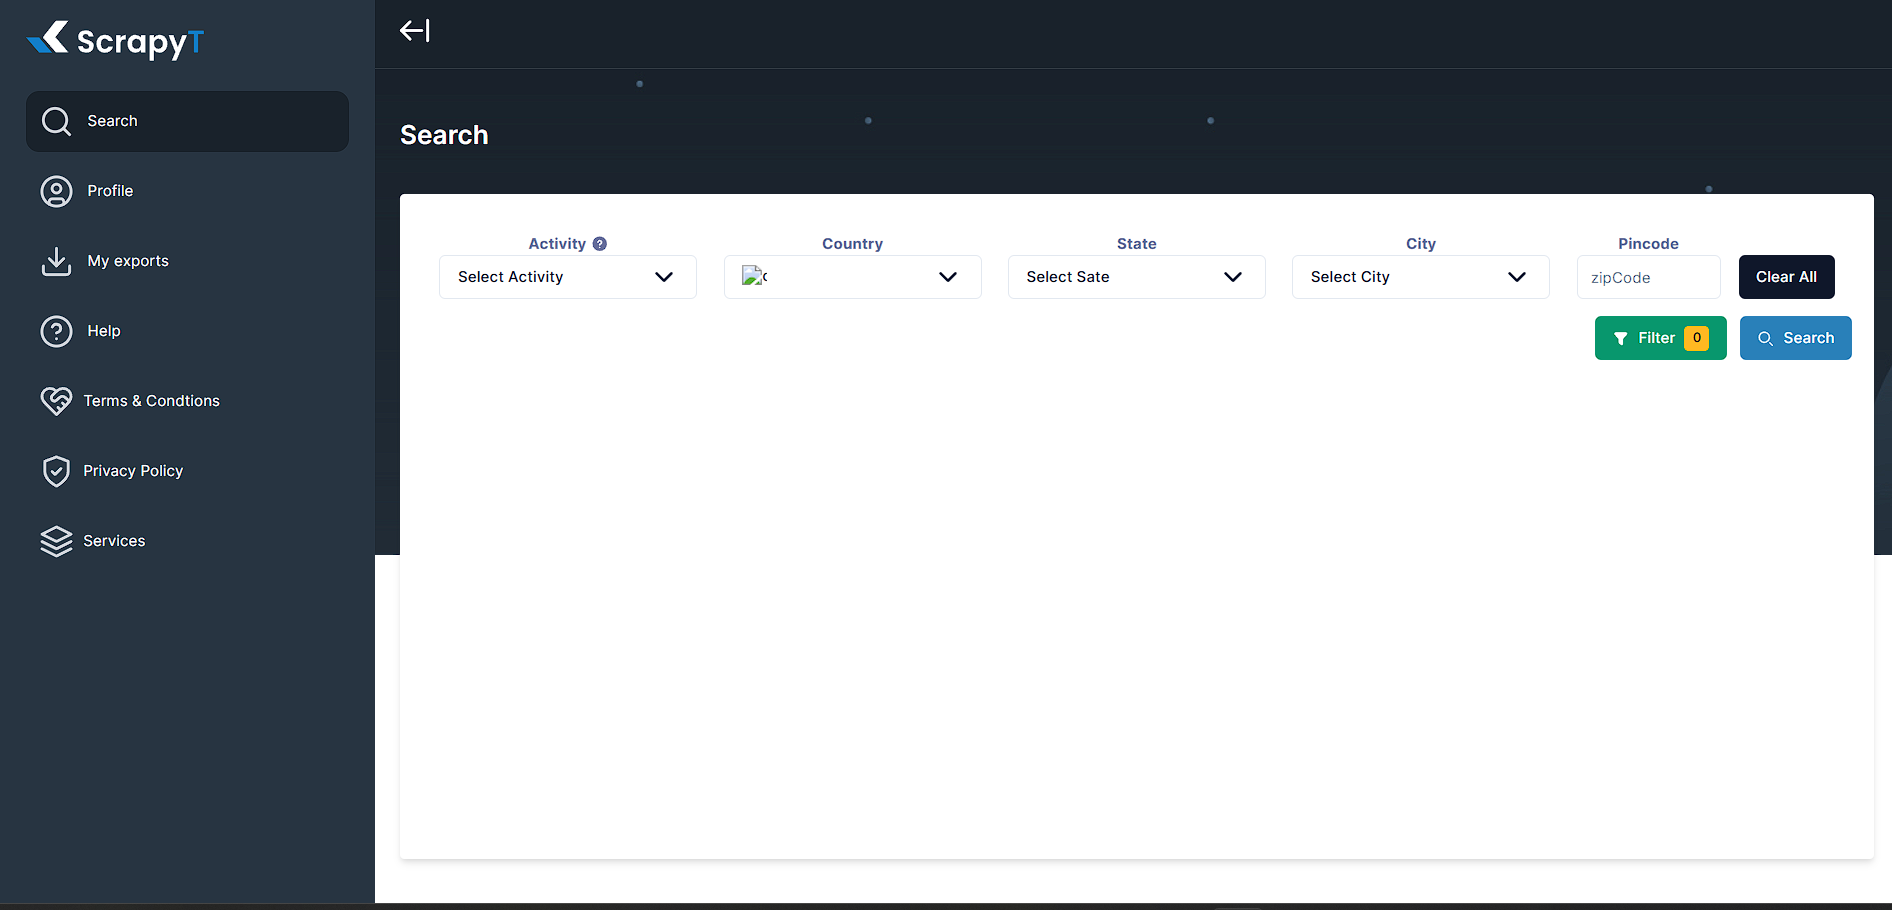 ScrapyT
Search
Profile
My exports
Help
Terms & Condtions
Privacy Policy
Services
Search
Activity
Country
State
City
Pincode
Select Activity
Select Sate
Select City
zipCode
Clear All
Filter 0
Search